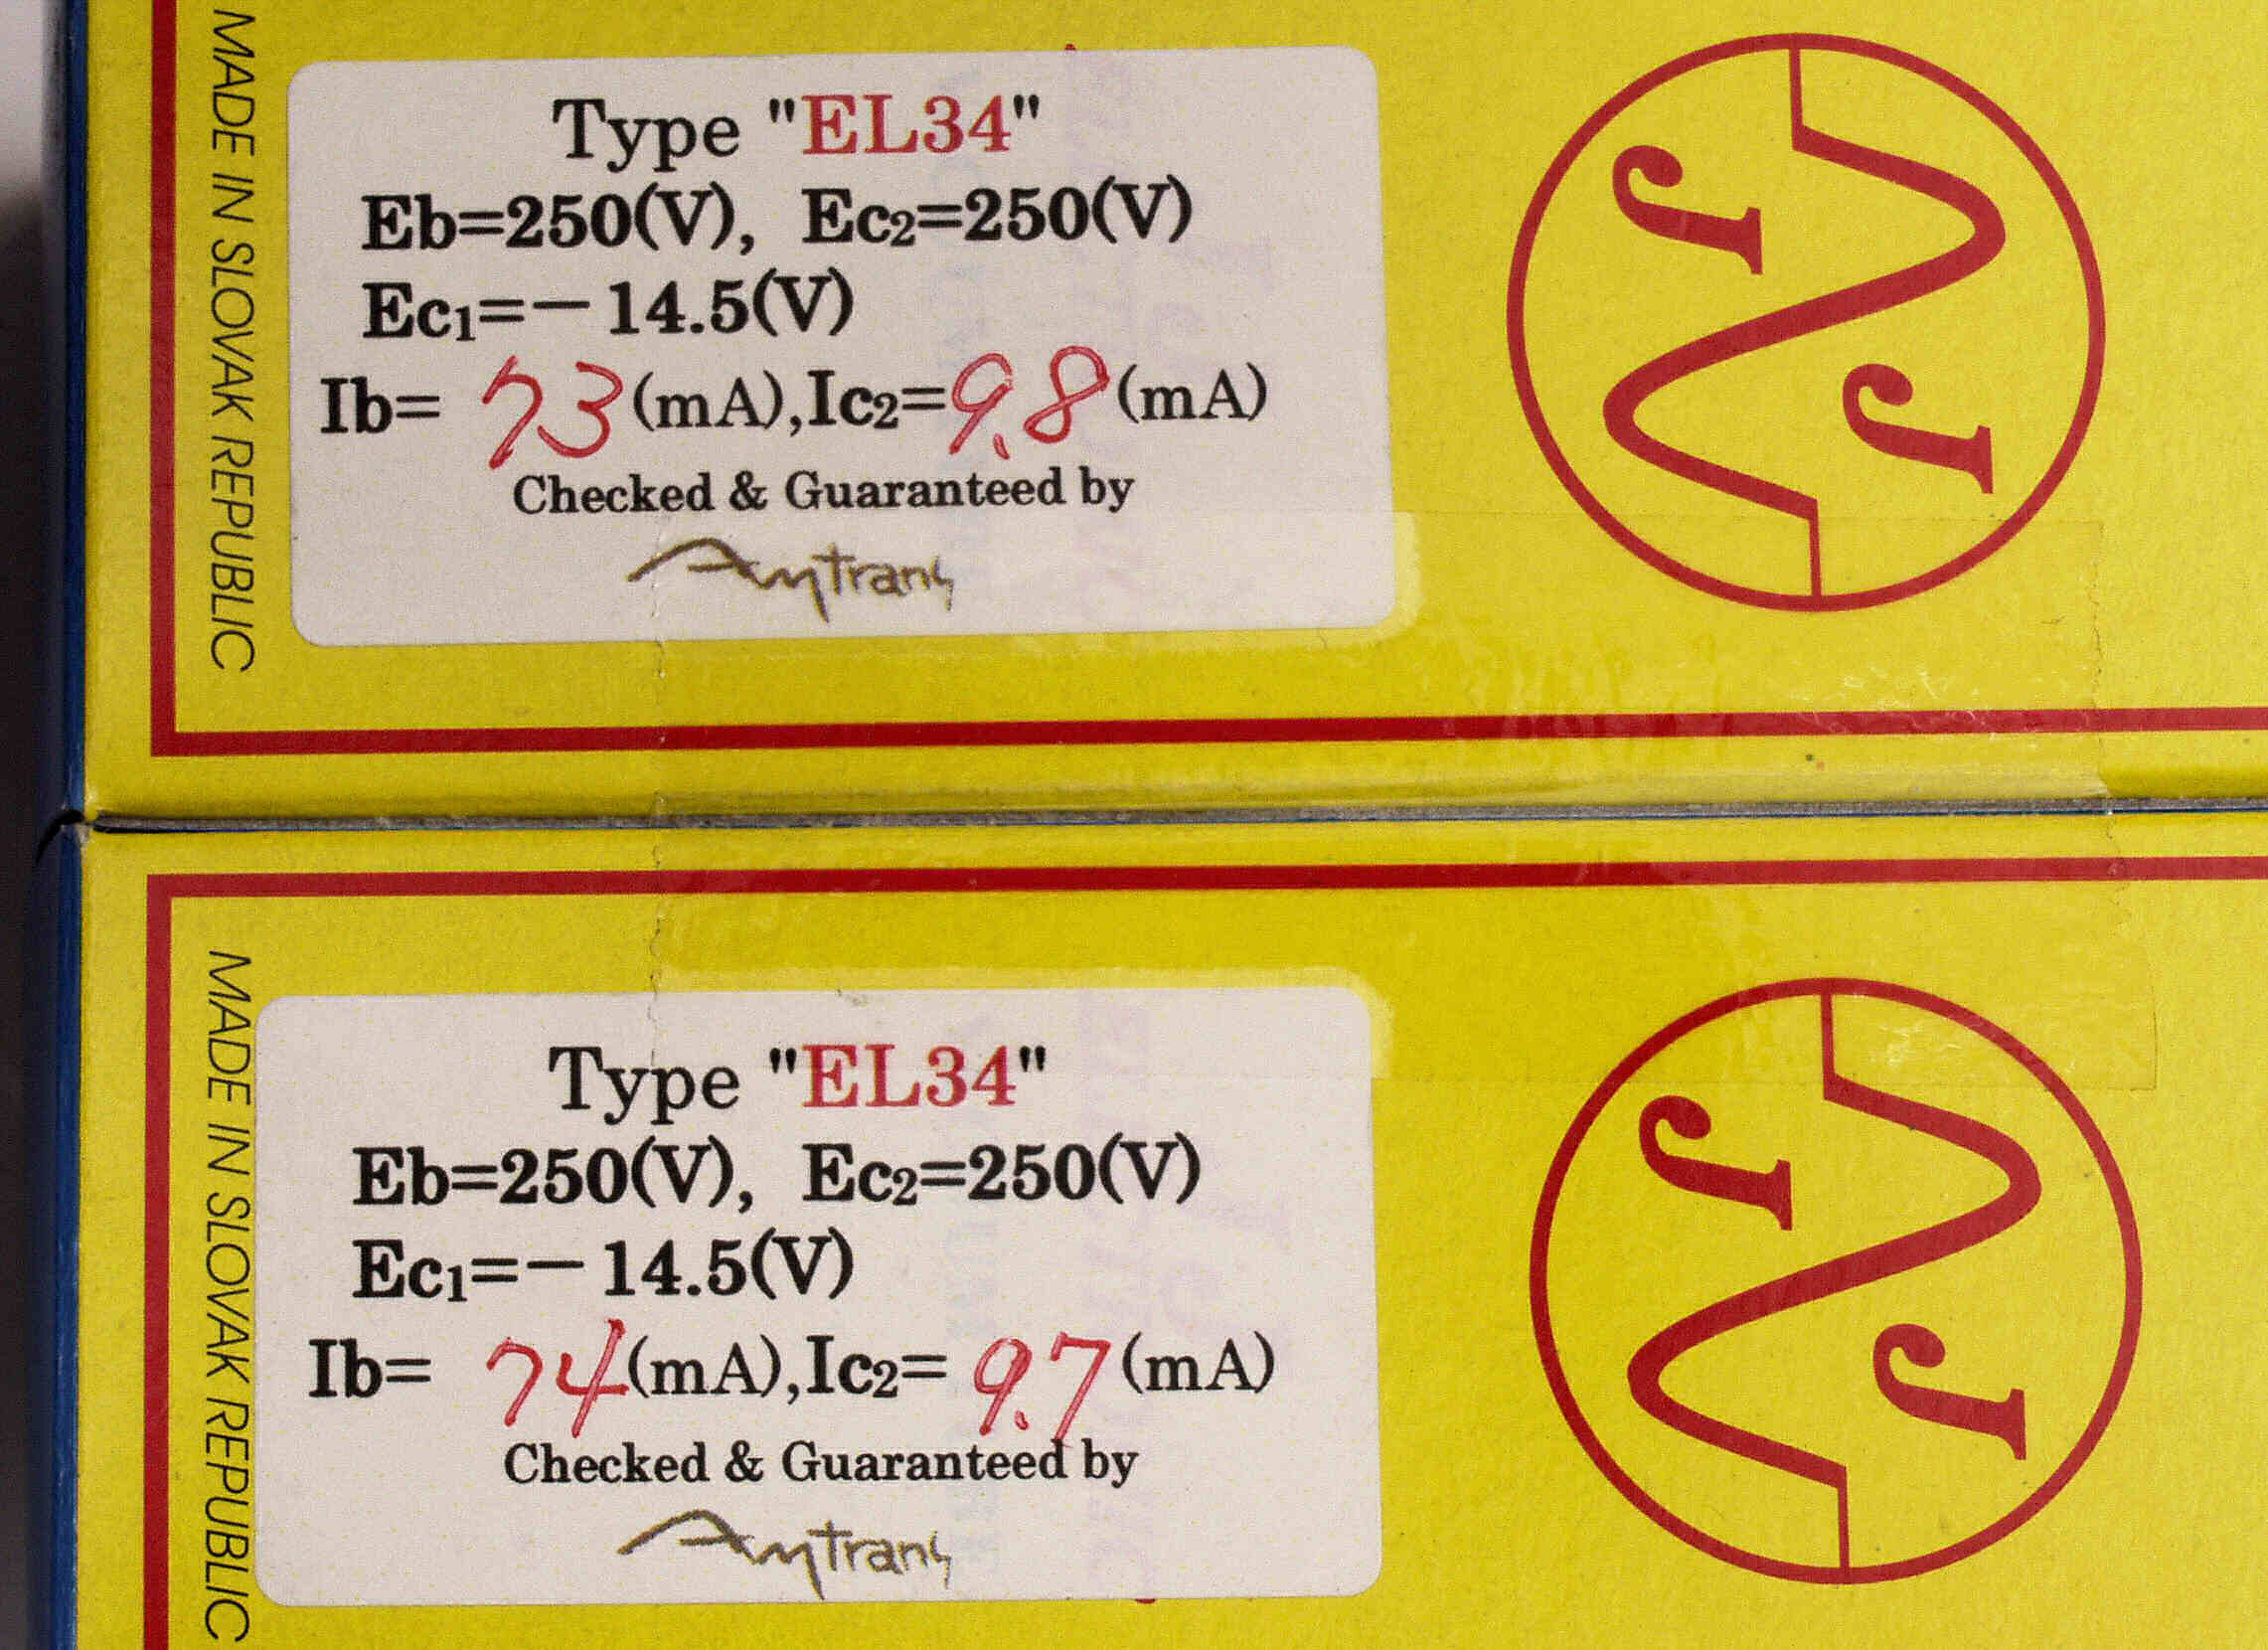 MADE IN SLOVAK REPUBLIC
Type "EL34"
Eb=250(V), Ec2=250(V)
Ec1=−14.5(V)
Ib= 73(mA),Ic2=9.8(mA)
Checked & Guaranteed by
Amtrans
JJ
MADE IN SLOVAK REPUBLIC
Type "EL34"
Eb=250(V), Ec2=250(V)
Ec1=−14.5(V)
Ib= 74(mA),Ic2= 9.7(mA)
Checked & Guaranteed by
Amtrans
JJ